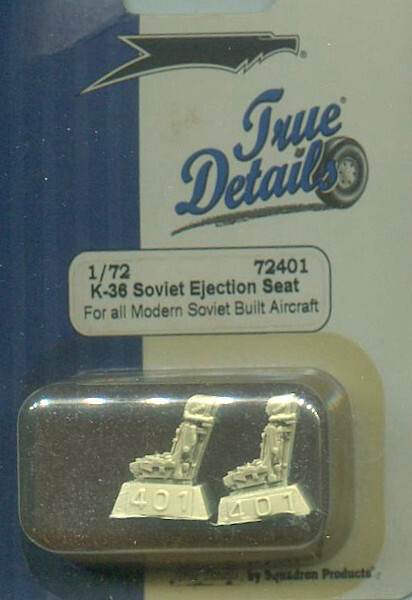 True
Details
1/72 72401
K-36 Soviet Ejection Seat
For all Modern Soviet Built Aircraft
401 401
by Squadron Products